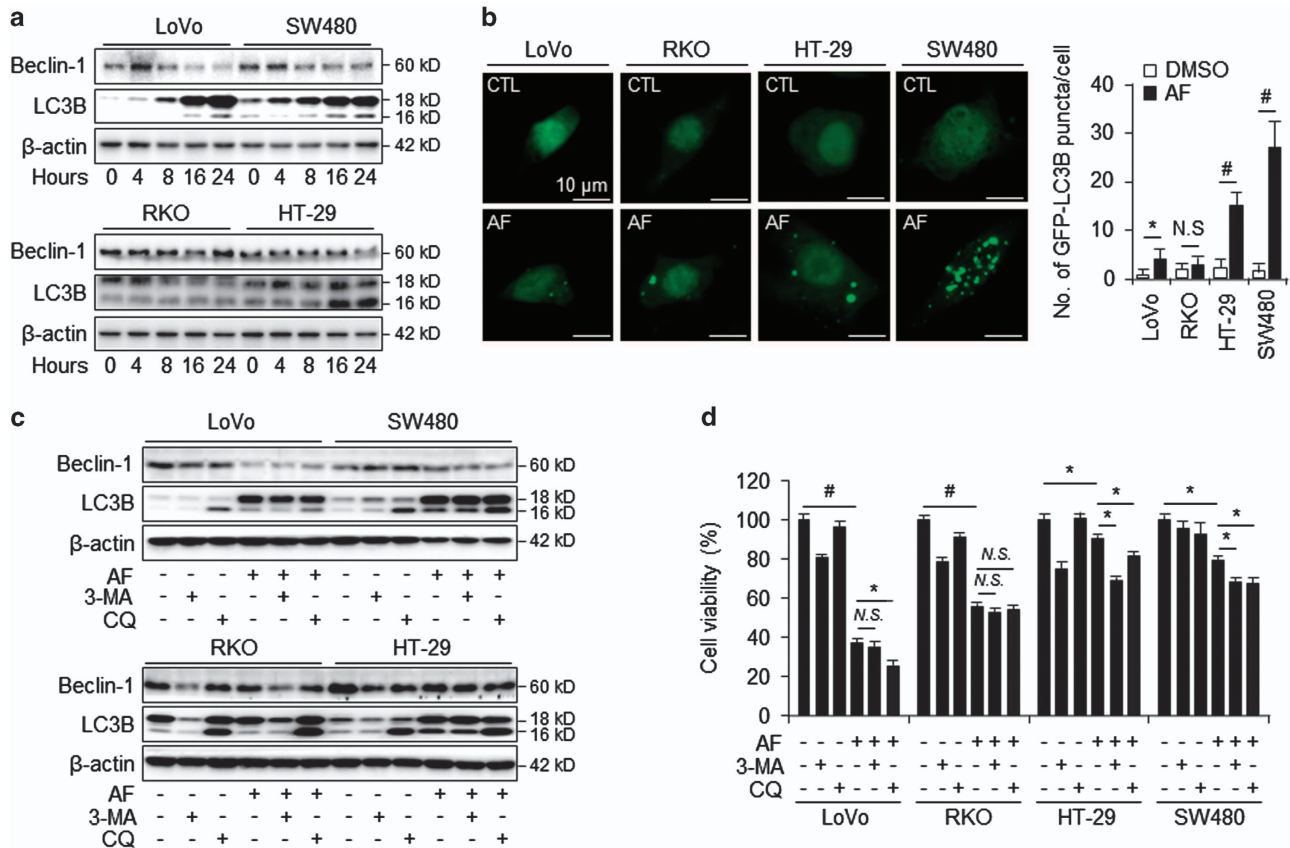 a
LoVo SW480
Beclin-1 60 kD
LC3B 18 kD
16 kD
β-actin 42 kD
Hours 0 4 8 16 24 0 4 8 16 24
RKO HT-29
Beclin-1 60 kD
LC3B 18 kD
16 kD
β-actin 42 kD
Hours 0 4 8 16 24 0 4 8 16 24
b
LoVo RKO HT-29 SW480
CTL CTL CTL CTL
10 µm
AF AF AF AF
No. of GFP-LC3B puncta/cell
DMSO
AF
40
30
20
10
0
* N.S # #
LoVo RKO HT-29 SW480
c
LoVo SW480
Beclin-1 60 kD
LC3B 18 kD
16 kD
β-actin 42 kD
AF - - - + + + - - - + + +
3-MA - + - - + - - + - - + -
CQ - - + - - + - - + - - +
RKO HT-29
Beclin-1 60 kD
LC3B 18 kD
16 kD
β-actin 42 kD
AF - - - + + + - - - + + +
3-MA - + - - + - - + - - + -
CQ - - + - - + - - + - - +
d
Cell viability (%)
120
100
80
60
40
20
0
# # * *
* N.S. * *
N.S. N.S. * *
AF - - - + + + - - - + + + - - - + + + - - - + + +
3-MA - + - - + - - + - - + - - + - - + - - + - - + -
CQ - - + - - + - - + - - + - - + - - + - - + - - +
LoVo RKO HT-29 SW480